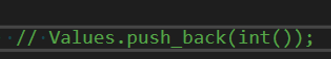 // Values.push_back(int());